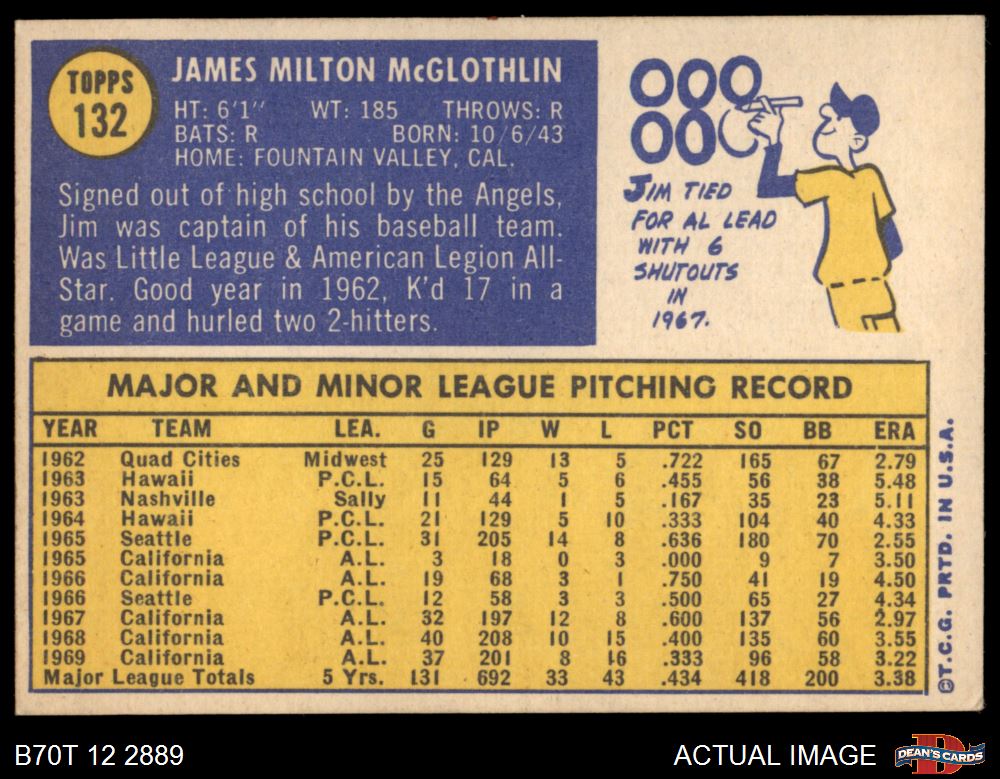 TOPPS
132
JAMES MILTON McGLOTHLIN
HT: 6'1" WT: 185 THROWS: R
BATS: R BORN: 10/6/43
HOME: FOUNTAIN VALLEY, CAL.
Signed out of high school by the Angels,
Jim was captain of his baseball team.
Was Little League & American Legion All-
Star. Good year in 1962, K'd 17 in a
game and hurled two 2-hitters.
JIM TIED
FOR AL LEAD
WITH 6
SHUTOUTS
IN
1967.
MAJOR AND MINOR LEAGUE PITCHING RECORD
YEAR TEAM LEA. G IP W L PCT SO BB ERA
1962 Quad Cities Midwest 25 129 13 5 .722 165 67 2.79
1963 Hawaii P.C.L. 15 64 5 6 .455 56 38 5.48
1963 Nashville Sally 11 44 1 5 .167 35 23 5.11
1964 Hawaii P.C.L. 21 129 5 10 .333 104 40 4.33
1965 Seattle P.C.L. 31 205 14 8 .636 180 70 2.55
1965 California A.L. 3 18 0 3 .000 9 7 3.50
1966 California A.L. 19 68 3 1 .750 41 19 4.50
1966 Seattle P.C.L. 12 58 3 3 .500 65 27 4.34
1967 California A.L. 32 197 12 8 .600 137 56 2.97
1968 California A.L. 40 208 10 15 .400 135 60 3.55
1969 California A.L. 37 201 8 16 .333 96 58 3.22
Major League Totals 5 Yrs. 131 692 33 43 .434 418 200 3.38
©T.C.G. PRTD. IN U.S.A.
B70T 12 2889
ACTUAL IMAGE
DEAN'S CARDS